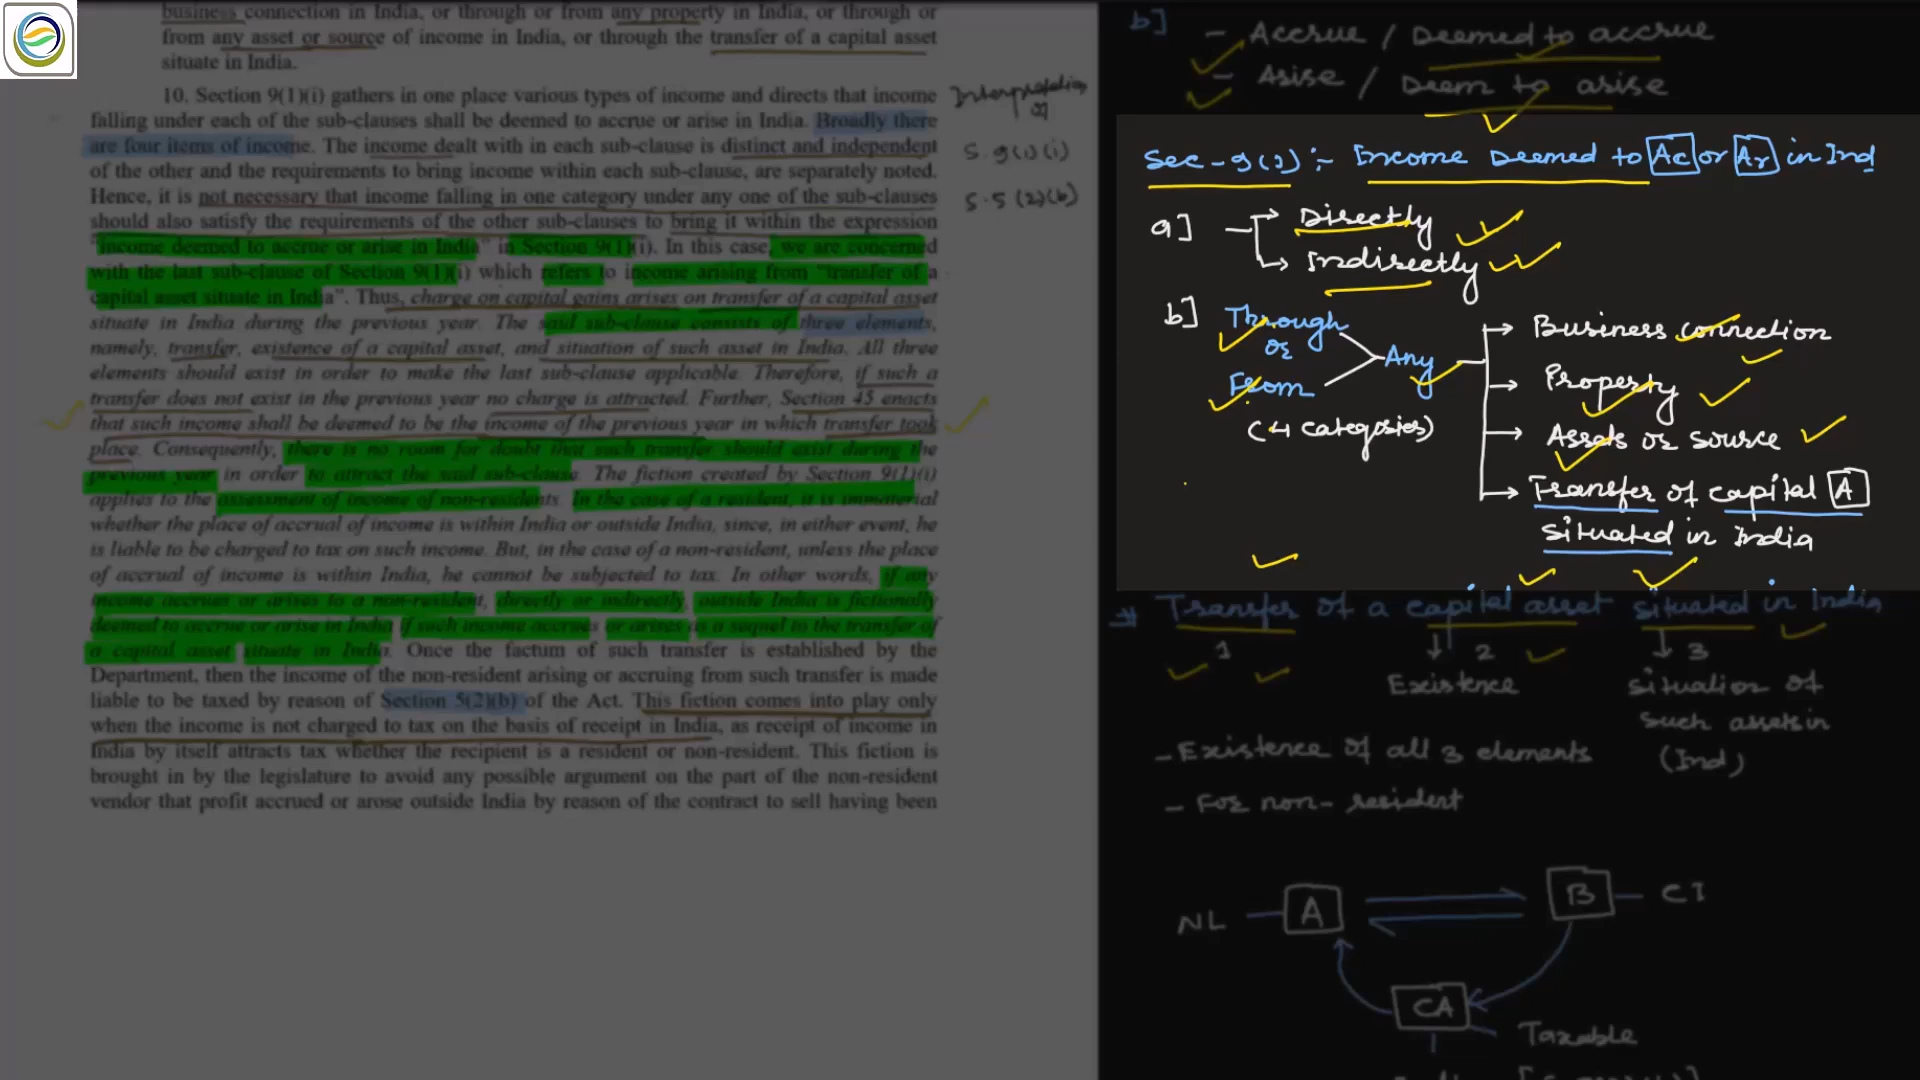 business connection in India, or through or from any property in India, or through or
from any asset or source of income in India, or through the transfer of a capital asset
situate in India.
10. Section 9(1)(i) gathers in one place various types of income and directs that income
falling under each of the sub-clauses shall be deemed to accrue or arise in India. Broadly there
are four items of income. The income dealt with in each sub-clause is distinct and independent
of the other and the requirements to bring income within each sub-clause, are separately noted.
Hence, it is not necessary that income falling in one category under any one of the sub-clauses
should also satisfy the requirements of the other sub-clauses to bring it within the expression
"income deemed to accrue or arise in India" in Section 9(1)(i). In this case, we are concerned
with the last sub-clause of Section 9(1)(i) which refers to income arising from "transfer of a
capital asset situate in India". Thus, charge on capital gains arises on transfer of a capital asset
situate in India during the previous year. The said sub-clause consists of three elements,
namely, transfer, existence of a capital asset, and situation of such asset in India. All three
elements should exist in order to make the last sub-clause applicable. Therefore, if such a
transfer does not exist in the previous year no charge is attracted. Further, Section 45 enacts
that such income shall be deemed to be the income of the previous year in which transfer took
place. Consequently, there is no room for doubt that such transfer should exist during the
previous year in order to attract the said sub-clause. The fiction created by Section 9(1)(i)
applies to the assessment of income of non-residents. In the case of a resident, it is immaterial
whether the place of accrual of income is within India or outside India, since, in either event, he
is liable to be charged to tax on such income. But, in the case of a non-resident, unless the place
of accrual of income is within India, he cannot be subjected to tax. In other words, if any
income accrues or arises to a non-resident, directly or indirectly, outside India is fictionally
deemed to accrue or arise in India if such income accrues or arises as a sequel to the transfer of
a capital asset situate in India. Once the factum of such transfer is established by the
Department, then the income of the non-resident arising or accruing from such transfer is made
liable to be taxed by reason of Section 5(2)(b) of the Act. This fiction comes into play only
when the income is not charged to tax on the basis of receipt in India, as receipt of income in
India by itself attracts tax whether the recipient is a resident or non-resident. This fiction is
brought in by the legislature to avoid any possible argument on the part of the non-resident
vendor that profit accrued or arose outside India by reason of the contract to sell having been
Interpretation
of
S. 9(1)(i)
S. 5(2)(b)
b]
- Accrue / Deemed to accrue
- Arise / Deem to arise
Sec-9(1) :- Income Deemed to Ac or Ar in Ind
a]
Directly
Indirectly
b]
Through
or
From
Any
(4 categories)
Business connection
Property
Assets or source
Transfer of capital A
situated in India
# Transfer of a capital asset situated in India
1
2
3
Existence
situation of
such assets in
(Ind)
- Existence of all 3 elements
- For non-resident
NL
A
B
CI
CA
Taxable